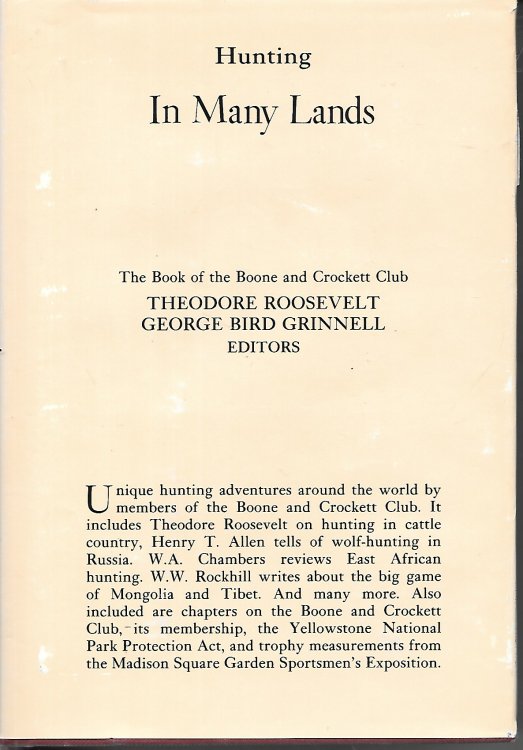 Hunting
In Many Lands
The Book of the Boone and Crockett Club
THEODORE ROOSEVELT
GEORGE BIRD GRINNELL
EDITORS
Unique hunting adventures around the world by
members of the Boone and Crockett Club. It
includes Theodore Roosevelt on hunting in cattle
country, Henry T. Allen tells of wolf-hunting in
Russia. W.A. Chambers reviews East African
hunting. W.W. Rockhill writes about the big game
of Mongolia and Tibet. And many more. Also
included are chapters on the Boone and Crockett
Club, its membership, the Yellowstone National
Park Protection Act, and trophy measurements from
the Madison Square Garden Sportsmen's Exposition.